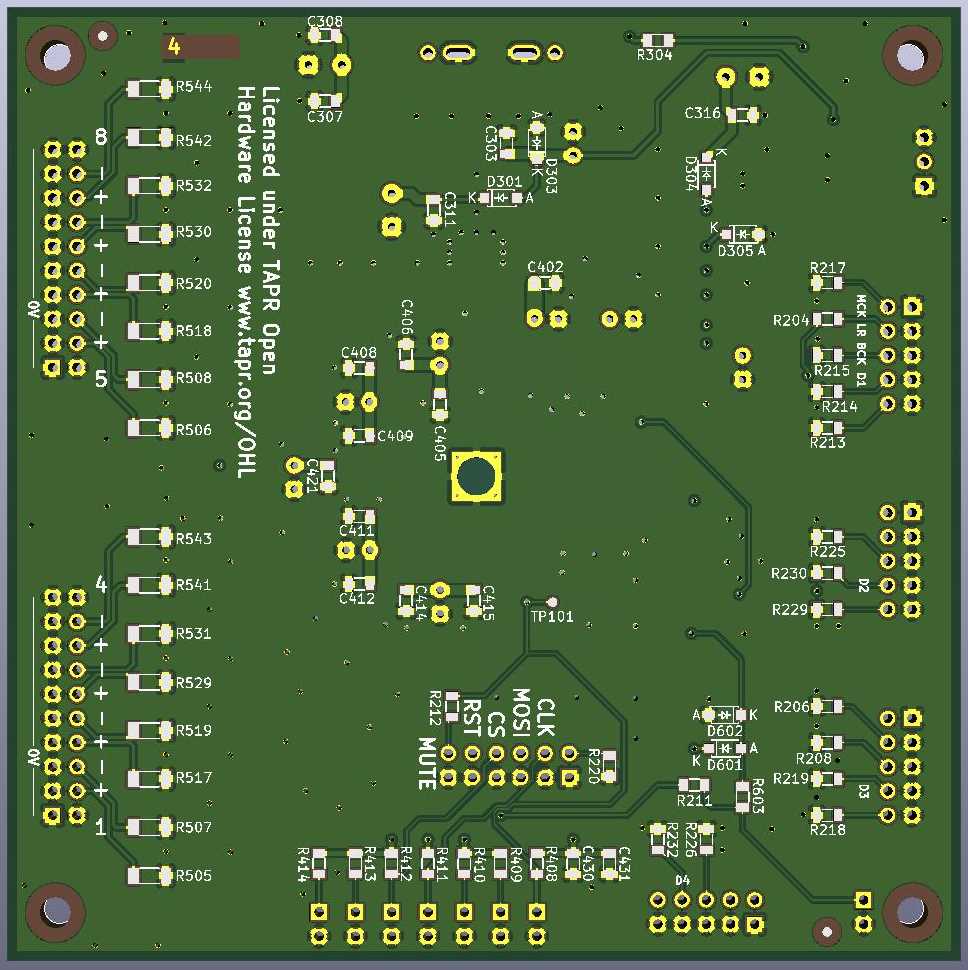 4
C308
C307
R304
C316
R544
R542
R532
R530
R520
R518
R508
R506
8
-
+
-
+
-
+
-
+
5
0V
Licensed under TAPR Open
Hardware License www.tapr.org/OHL
C303
A
K
D303
C311
K
D301
A
K
D304
A
K
D305
A
C402
C406
C405
C408
C409
C421
C411
C412
C414
C415
R217
R204
R215
R214
R213
MCK LR BCK D1
R225
R230
R229
D2
R543
R541
R531
R529
R519
R517
R507
R505
4
-
+
-
+
-
+
-
+
1
0V
TP101
R212
MUTE
RST
CS
MOSI
CLK
R220
A
D602
K
K
D601
A
R211
R603
R206
R208
R219
R218
D3
R232
R226
D4
R414
R413
R412
R411
R410
R409
R408
C430
C431